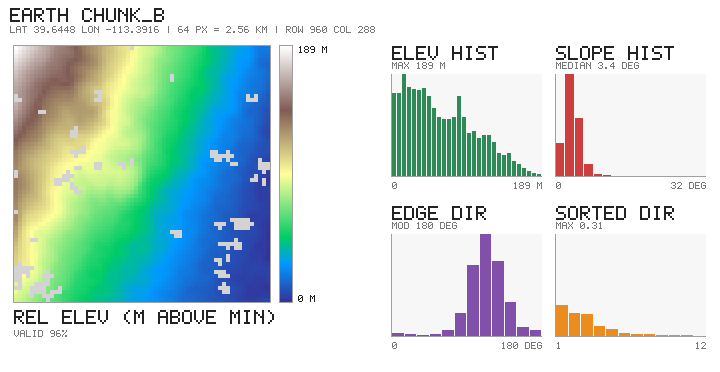 EARTH CHUNK_B
LAT 39.6448 LON -113.3916 | 64 PX = 2.56 KM | ROW 960 COL 288
189 M
0 M
REL ELEV (M ABOVE MIN)
VALID 96%
ELEV HIST
MAX 189 M
0 189 M
SLOPE HIST
MEDIAN 3.4 DEG
0 32 DEG
EDGE DIR
MOD 180 DEG
0 180 DEG
SORTED DIR
MAX 0.31
1 12